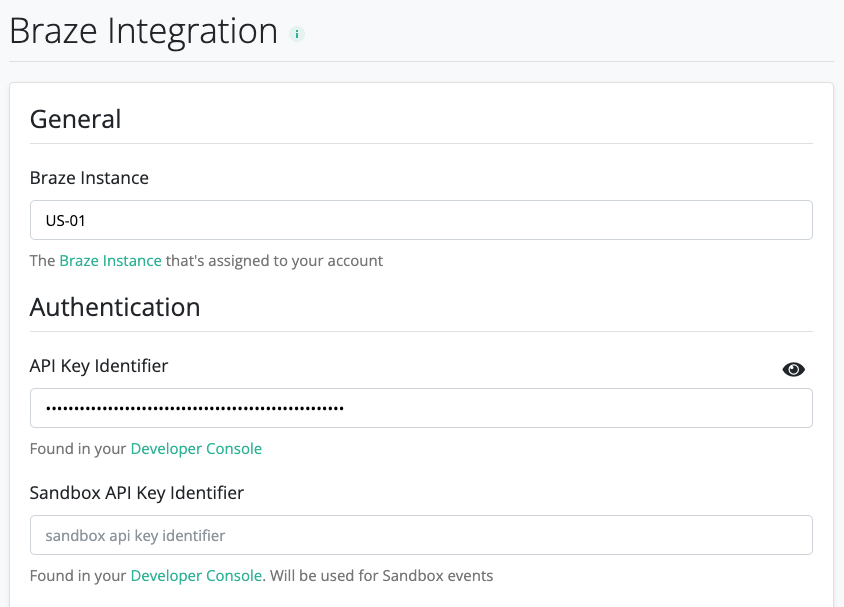 Braze Integration i
General
Braze Instance
US-01
The Braze Instance that's assigned to your account
Authentication
API Key Identifier
••••••••••••••••••••••••••••••••••••••••••••••••••••
Found in your Developer Console
Sandbox API Key Identifier
sandbox api key identifier
Found in your Developer Console. Will be used for Sandbox events